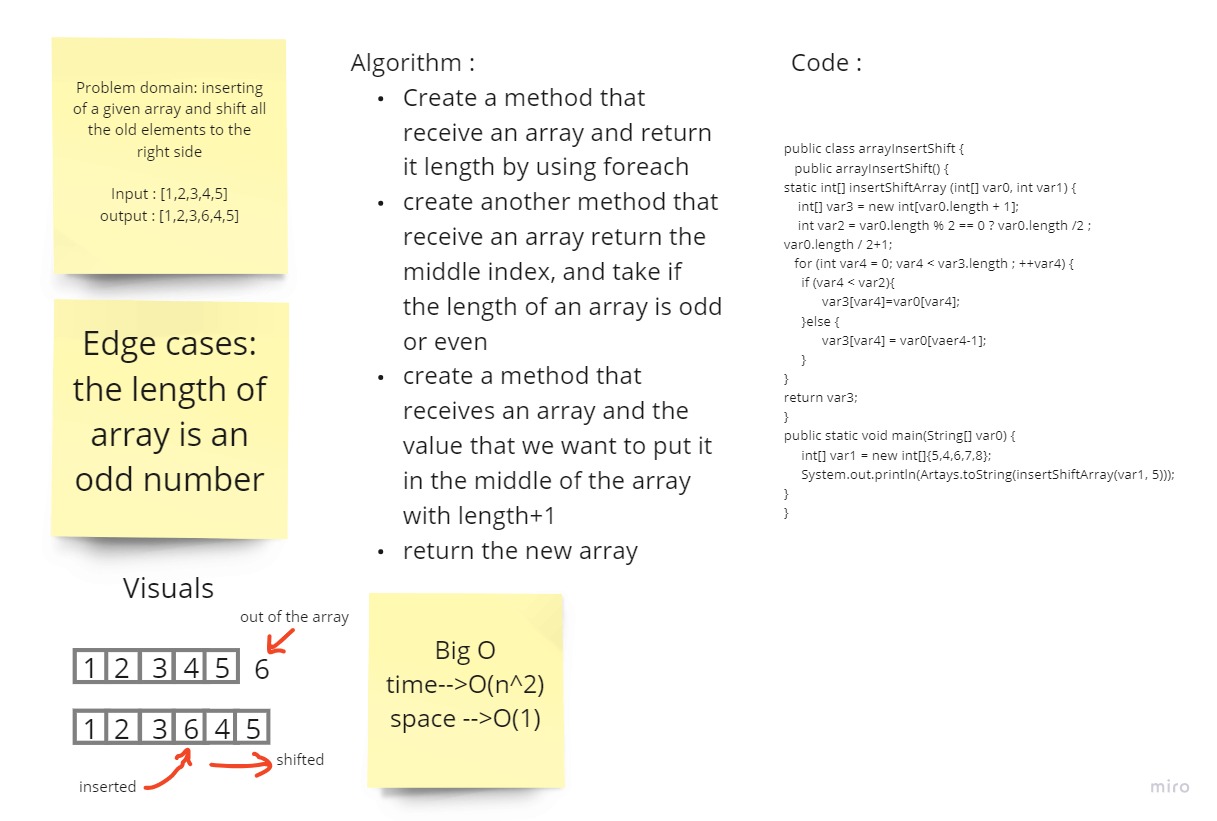 Problem domain: inserting
of a given array and shift all
the old elements to the
right side
Input : [1,2,3,4,5]
output : [1,2,3,6,4,5]
Edge cases:
the length of
array is an
odd number
Visuals
out of the array
1 2 3 4 5 6
1 2 3 6 4 5
shifted
inserted
Algorithm :
• Create a method that
receive an array and return
it length by using foreach
• create another method that
receive an array return the
middle index, and take if
the length of an array is odd
or even
• create a method that
receives an array and the
value that we want to put it
in the middle of the array
with length+1
• return the new array
Big O
time-->O(n^2)
space -->O(1)
Code :
public class arrayInsertShift {
public arrayInsertShift() {
static int[] insertShiftArray (int[] var0, int var1) {
int[] var3 = new int[var0.length + 1];
int var2 = var0.length % 2 == 0 ? var0.length /2 ;
var0.length / 2+1;
for (int var4 = 0; var4 < var3.length ; ++var4) {
if (var4 < var2){
var3[var4]=var0[var4];
}else {
var3[var4] = var0[vaer4-1];
}
}
return var3;
}
public static void main(String[] var0) {
int[] var1 = new int[]{5,4,6,7,8};
System.out.println(Artays.toString(insertShiftArray(var1, 5)));
}
}
miro